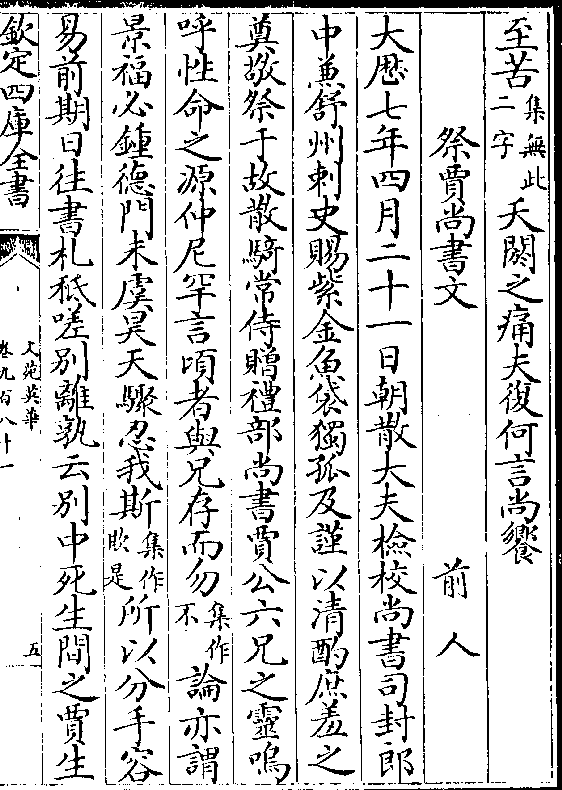 至苦集無此二字夭閼之痛夫復何言尚饗
祭賈尚書文 前人
大厯七年四月二十一日朝散大夫檢校尚書司封郎
中兼舒州刺史賜紫金魚袋獨孤及謹以清酌庶羞之
奠敬祭于故散騎常侍贈禮部尚書賈公六兄之靈嗚
呼性命之源仲尼罕言頃者與兄存而勿集作不論亦謂
景福必鍾德門未虞昊天驟忍我斯集作欺是所以分手容
易前期日往書札秪嗟別離孰云別中死生間之賈生
欽定四庫全書
文苑英華
卷九百八十一
五